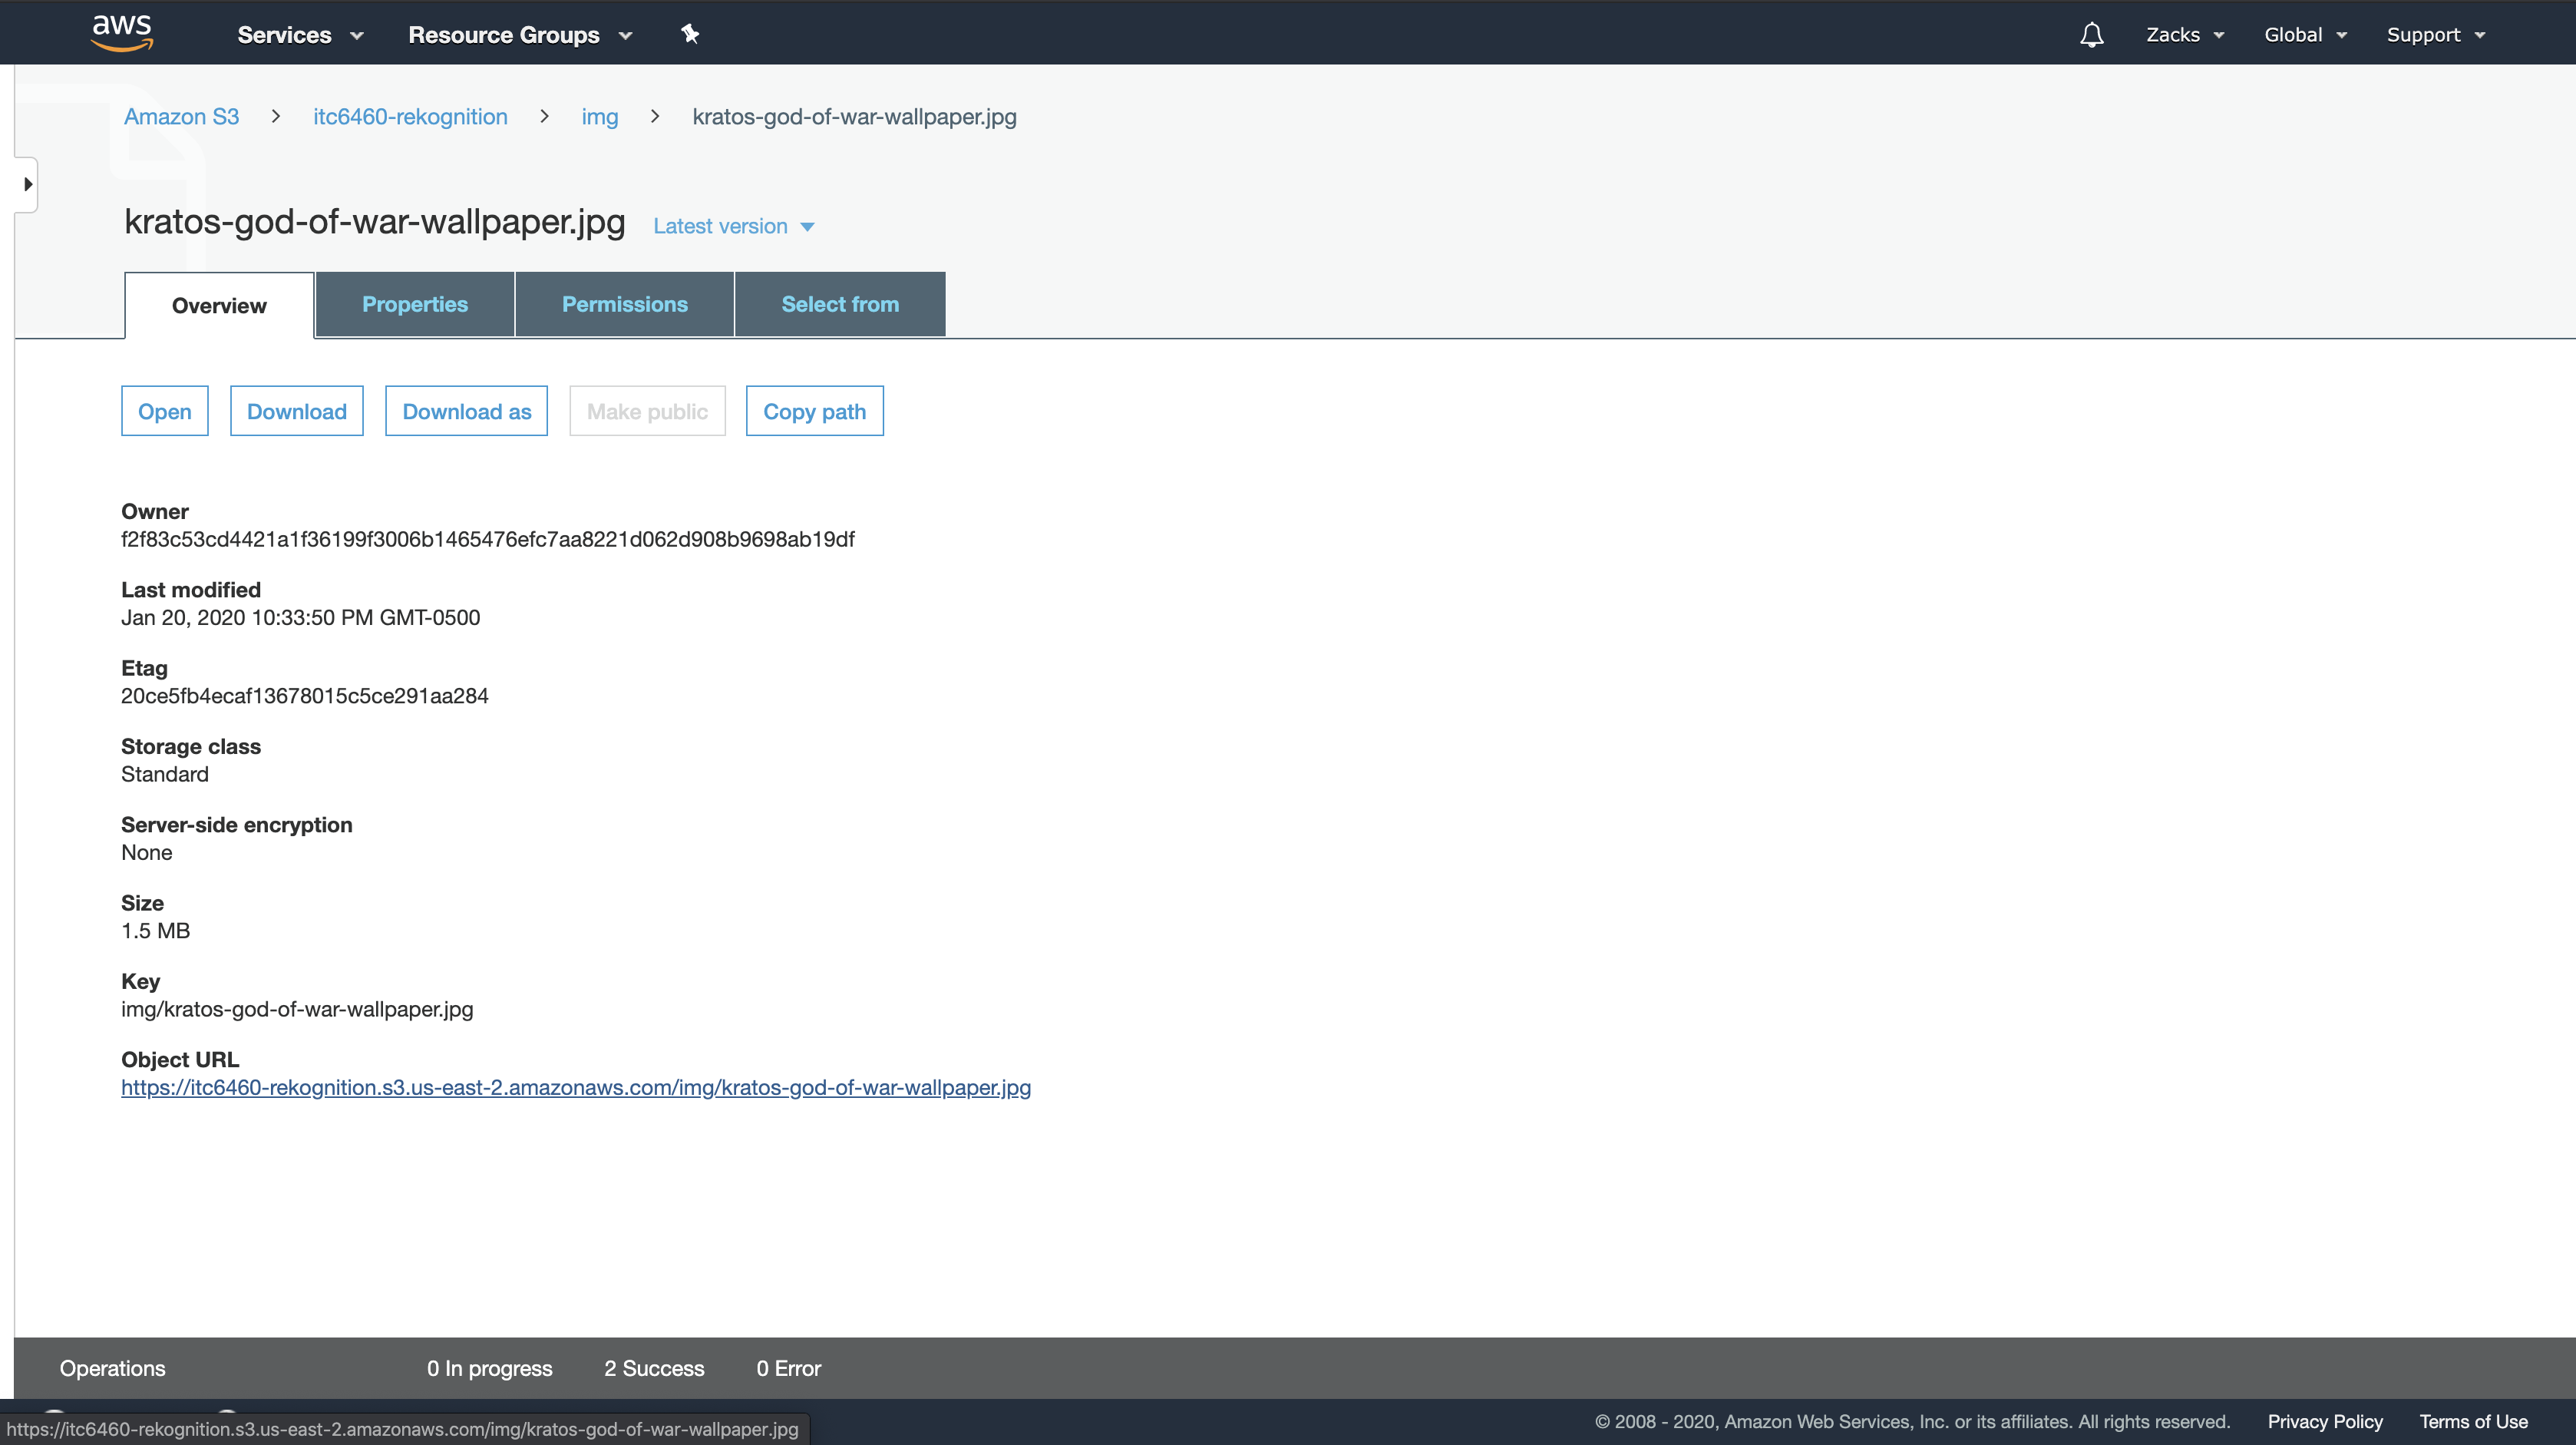 aws Services Resource Groups Zacks Global Support
Amazon S3 > itc6460-rekognition > img > kratos-god-of-war-wallpaper.jpg
kratos-god-of-war-wallpaper.jpg Latest version
Overview Properties Permissions Select from
Open Download Download as Make public Copy path
Owner
f2f83c53cd4421a1f36199f3006b1465476efc7aa8221d062d908b9698ab19df
Last modified
Jan 20, 2020 10:33:50 PM GMT-0500
Etag
20ce5fb4ecaf13678015c5ce291aa284
Storage class
Standard
Server-side encryption
None
Size
1.5 MB
Key
img/kratos-god-of-war-wallpaper.jpg
Object URL
https://itc6460-rekognition.s3.us-east-2.amazonaws.com/img/kratos-god-of-war-wallpaper.jpg
Operations 0 In progress 2 Success 0 Error
https://itc6460-rekognition.s3.us-east-2.amazonaws.com/img/kratos-god-of-war-wallpaper.jpg © 2008 - 2020, Amazon Web Services, Inc. or its affiliates. All rights reserved. Privacy Policy Terms of Use